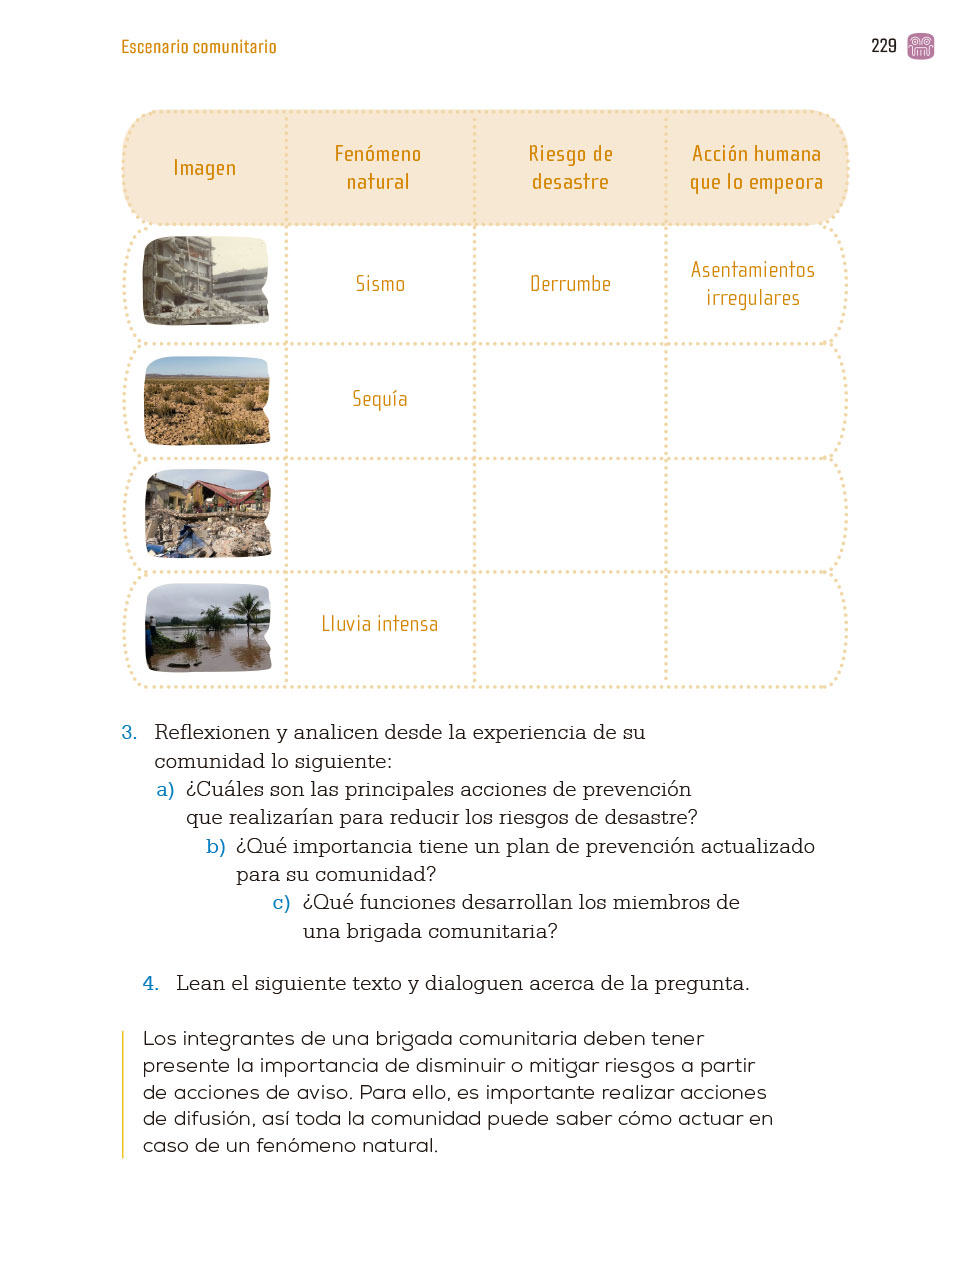 Escenario comunitario
229
Imagen
Fenómeno
natural
Riesgo de
desastre
Acción humana
que lo empeora
Sismo
Derrumbe
Asentamientos
irregulares
Sequía
Lluvia intensa
3. Reflexionen y analicen desde la experiencia de su
comunidad lo siguiente:
a) ¿Cuáles son las principales acciones de prevención
que realizarían para reducir los riesgos de desastre?
b) ¿Qué importancia tiene un plan de prevención actualizado
para su comunidad?
c) ¿Qué funciones desarrollan los miembros de
una brigada comunitaria?
4. Lean el siguiente texto y dialoguen acerca de la pregunta.
Los integrantes de una brigada comunitaria deben tener
presente la importancia de disminuir o mitigar riesgos a partir
de acciones de aviso. Para ello, es importante realizar acciones
de difusión, así toda la comunidad puede saber cómo actuar en
caso de un fenómeno natural.